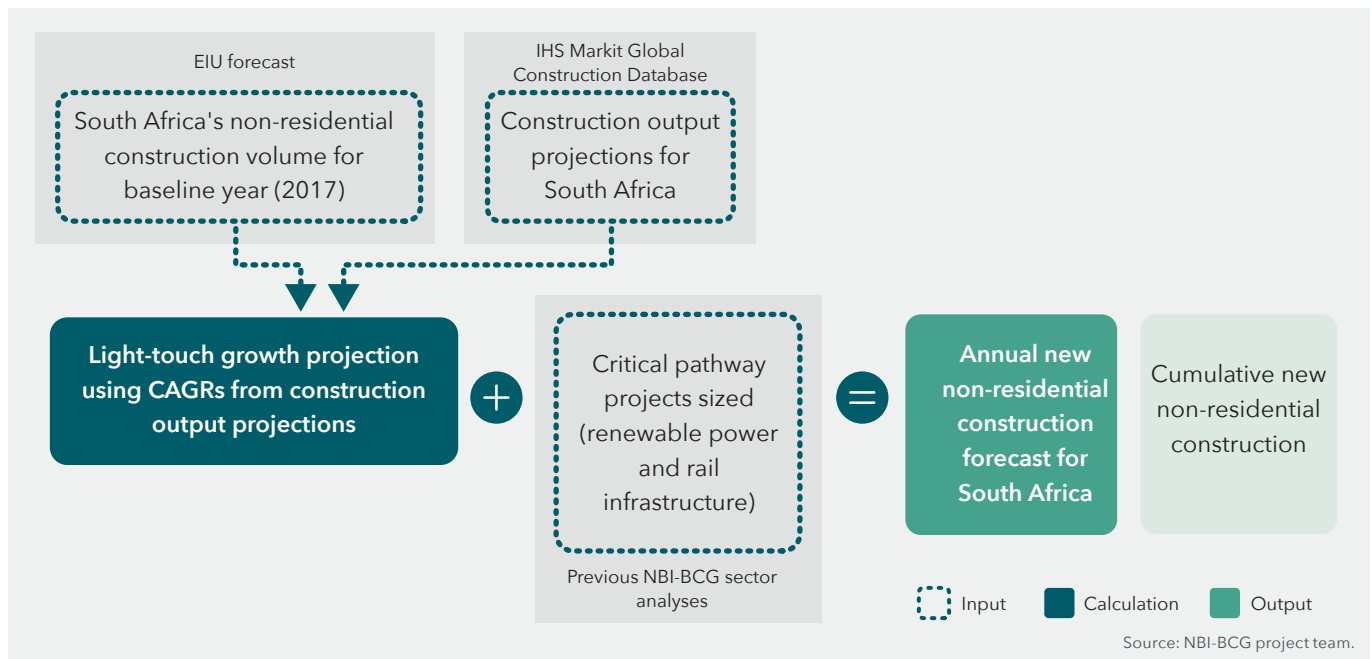 EIU forecast
South Africa's non-residential
construction volume for
baseline year (2017)
IHS Markit Global
Construction Database
Construction output
projections for
South Africa
Light-touch growth projection
using CAGRs from construction
output projections
+
Critical pathway
projects sized
(renewable power
and rail
infrastructure)
Previous NBI-BCG sector
analyses
=
Annual new
non-residential
construction
forecast for
South Africa
Cumulative new
non-residential
construction
Input
Calculation
Output
Source: NBI-BCG project team.